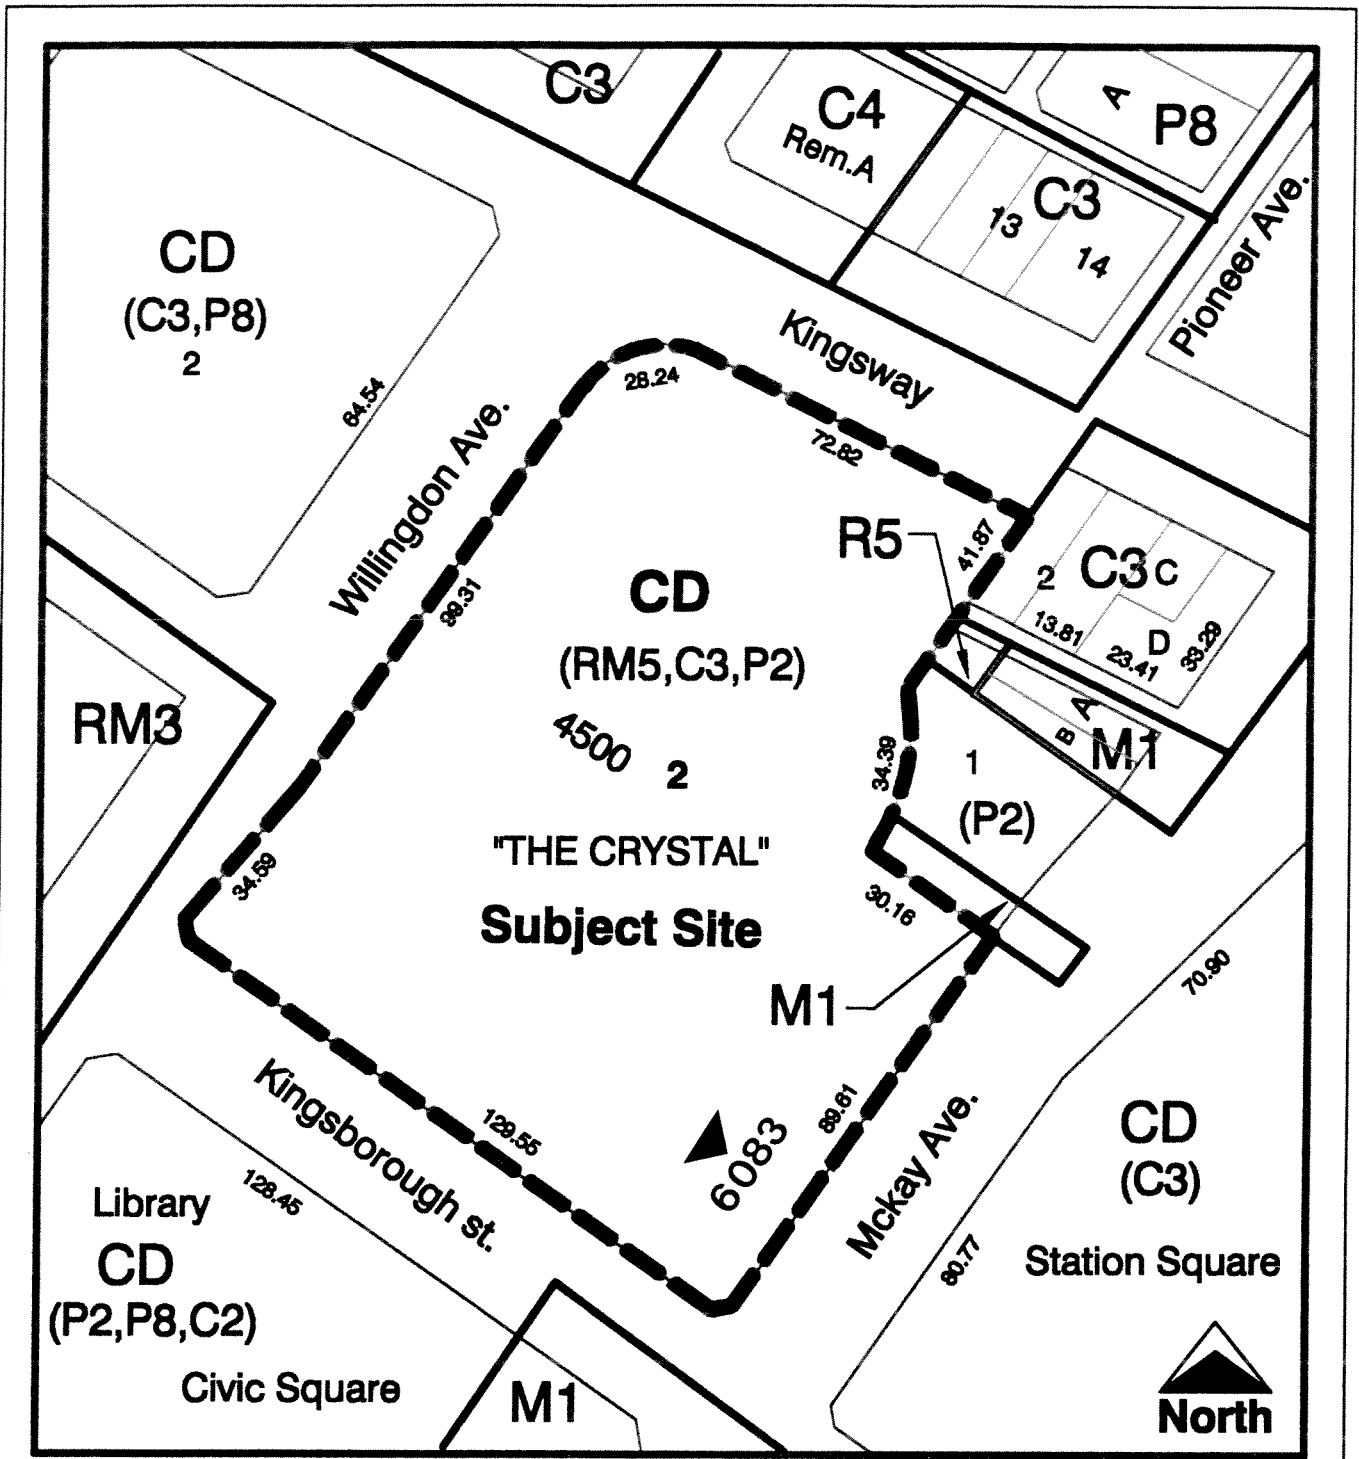 C3
C4
Rem.A
A
P8
C3
13
14
Pioneer Ave.
CD
(C3,P8)
2
64.54
Kingsway
28.24
72.82
Willingdon Ave.
99.31
R5
41.87
2
C3
C
13.81
23.41
D
33.29
CD
(RM5,C3,P2)
4500
2
"THE CRYSTAL"
Subject Site
A
B
M1
34.39
1
(P2)
RM3
34.59
30.16
M1
70.90
Kingsborough st.
129.55
128.45
6083
89.61
Mckay Ave.
80.77
CD
(C3)
Station Square
Library
CD
(P2,P8,C2)
Civic Square
M1
North